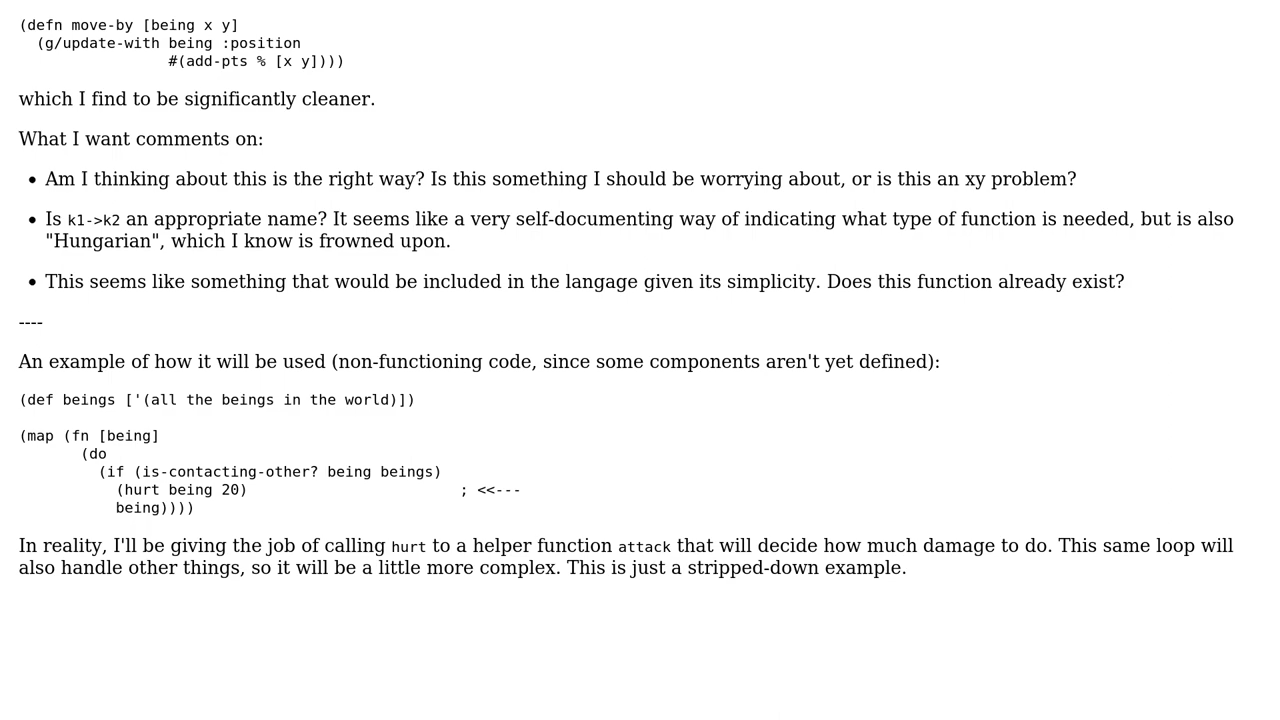 (defn move-by [being x y]
  (g/update-with being :position
                 #(add-pts % [x y])))
which I find to be significantly cleaner.
What I want comments on:
• Am I thinking about this is the right way? Is this something I should be worrying about, or is this an xy problem?
• Is k1->k2 an appropriate name? It seems like a very self-documenting way of indicating what type of function is needed, but is also
"Hungarian", which I know is frowned upon.
• This seems like something that would be included in the langage given its simplicity. Does this function already exist?
----
An example of how it will be used (non-functioning code, since some components aren't yet defined):
(def beings ['(all the beings in the world)])
(map (fn [being]
       (do
         (if (is-contacting-other? being beings)
           (hurt being 20)                        ; <<---
           being))))
In reality, I'll be giving the job of calling hurt to a helper function attack that will decide how much damage to do. This same loop will
also handle other things, so it will be a little more complex. This is just a stripped-down example.